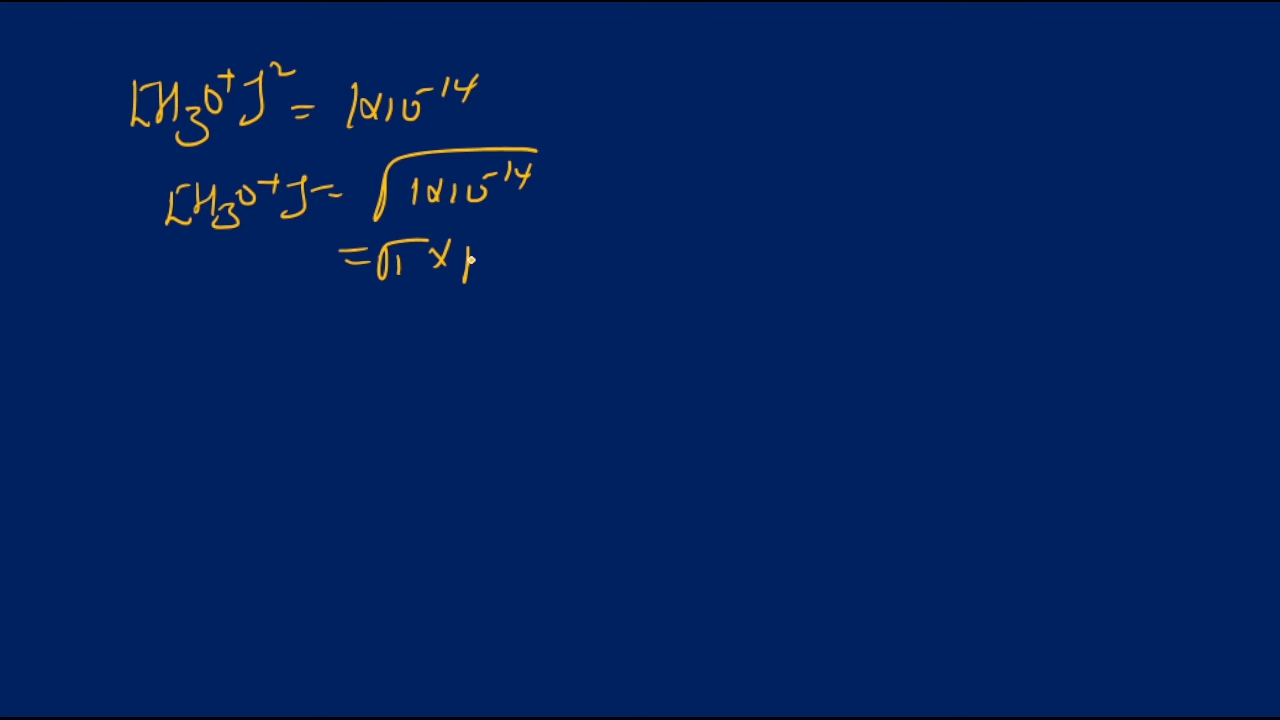 [H₃O⁺]² = 1x10⁻¹⁴
[H₃O⁺] = √1x10⁻¹⁴
= √1 x 1